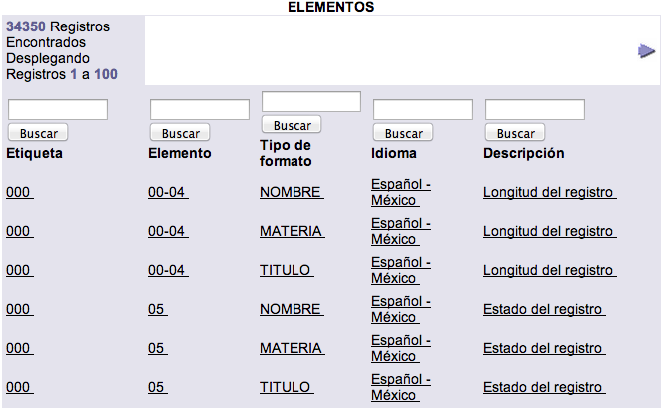 ELEMENTOS
34350 Registros
Encontrados
Desplegando
Registros 1 a 100
Buscar Buscar Buscar Buscar Buscar
Etiqueta Elemento Tipo de formato Idioma Descripción
000 00-04 NOMBRE Español - México Longitud del registro
000 00-04 MATERIA Español - México Longitud del registro
000 00-04 TITULO Español - México Longitud del registro
000 05 NOMBRE Español - México Estado del registro
000 05 MATERIA Español - México Estado del registro
000 05 TITULO Español - México Estado del registro